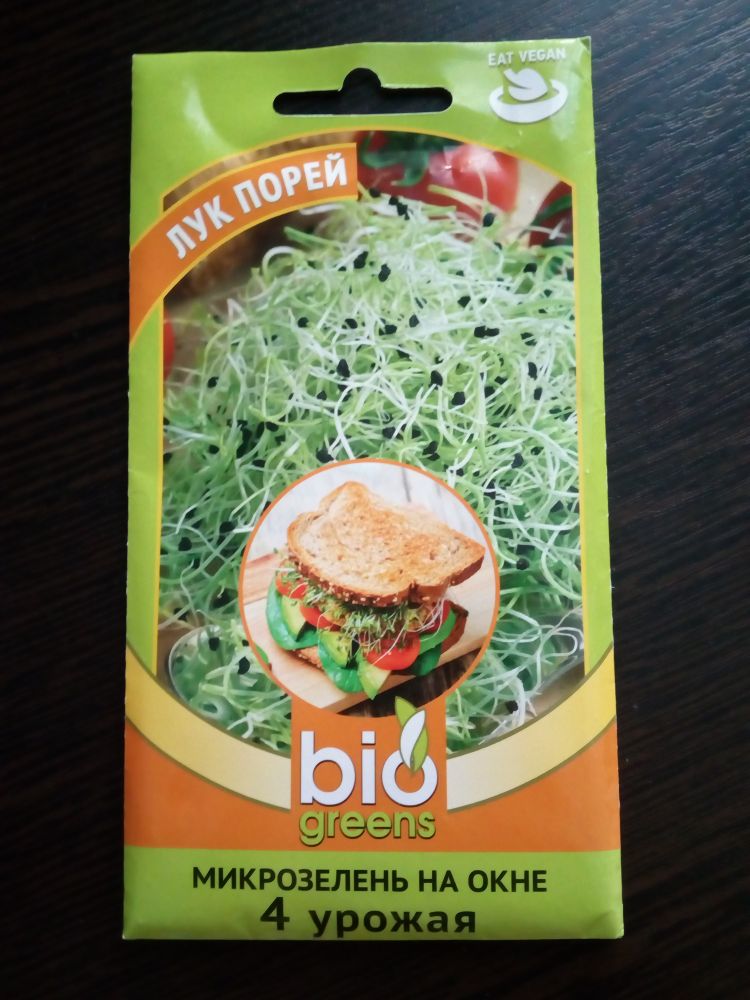 EAT VEGAN
ЛУК ПОРЕЙ
bio
greens
МИКРОЗЕЛЕНЬ НА ОКНЕ
4 урожая